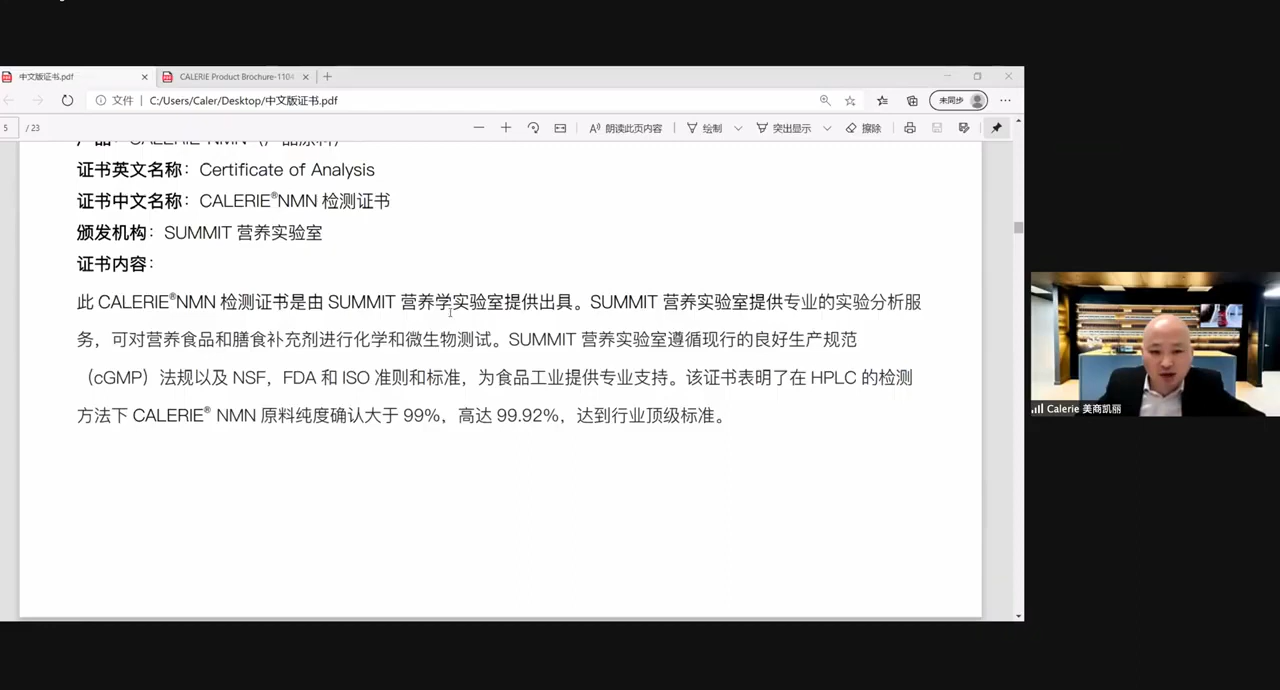 中文版证书.pdf
CALERIE Product Brochure-1104
文件
C:/Users/Caler/Desktop/中文版证书.pdf
未同步
5 / 23
朗读此页内容
绘制
突出显示
擦除
产品：CALERIE®NMN（产品原料）
证书英文名称：Certificate of Analysis
证书中文名称：CALERIE®NMN 检测证书
颁发机构：SUMMIT 营养实验室
证书内容：
此 CALERIE®NMN 检测证书是由 SUMMIT 营养学实验室提供出具。SUMMIT 营养实验室提供专业的实验分析服
务，可对营养食品和膳食补充剂进行化学和微生物测试。SUMMIT 营养实验室遵循现行的良好生产规范
（cGMP）法规以及 NSF，FDA 和 ISO 准则和标准，为食品工业提供专业支持。该证书表明了在 HPLC 的检测
方法下 CALERIE® NMN 原料纯度确认大于 99%，高达 99.92%，达到行业顶级标准。
Calerie 美商凯丽